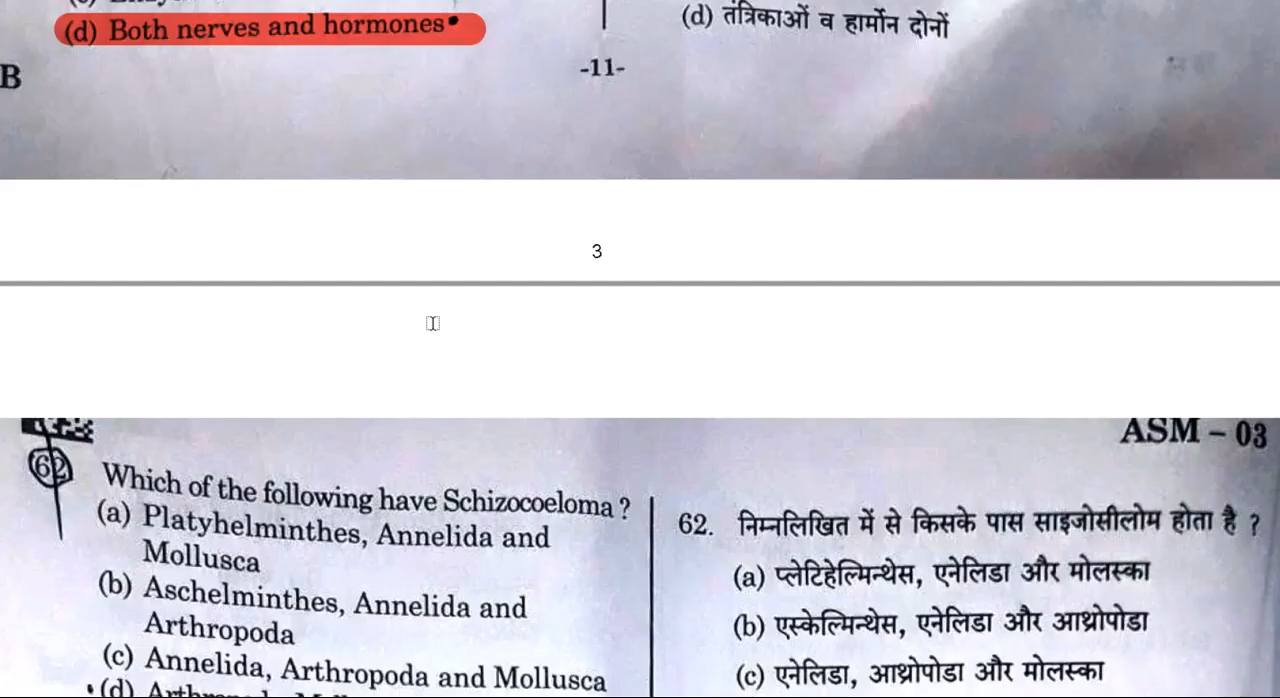 (d) Both nerves and hormones
(d) तंत्रिकाओं व हार्मोन दोनों
B
-11-
3
ASM – 03
62
Which of the following have Schizocoeloma ?
(a) Platyhelminthes, Annelida and
Mollusca
(b) Aschelminthes, Annelida and
Arthropoda
(c) Annelida, Arthropoda and Mollusca
(d)
62. निम्नलिखित में से किसके पास साइजोसीलोम होता है ?
(a) प्लेटिहेल्मिन्थेस, एनेलिडा और मोलस्का
(b) एस्केल्मिन्थेस, एनेलिडा और आर्थ्रोपोडा
(c) एनेलिडा, आर्थ्रोपोडा और मोलस्का